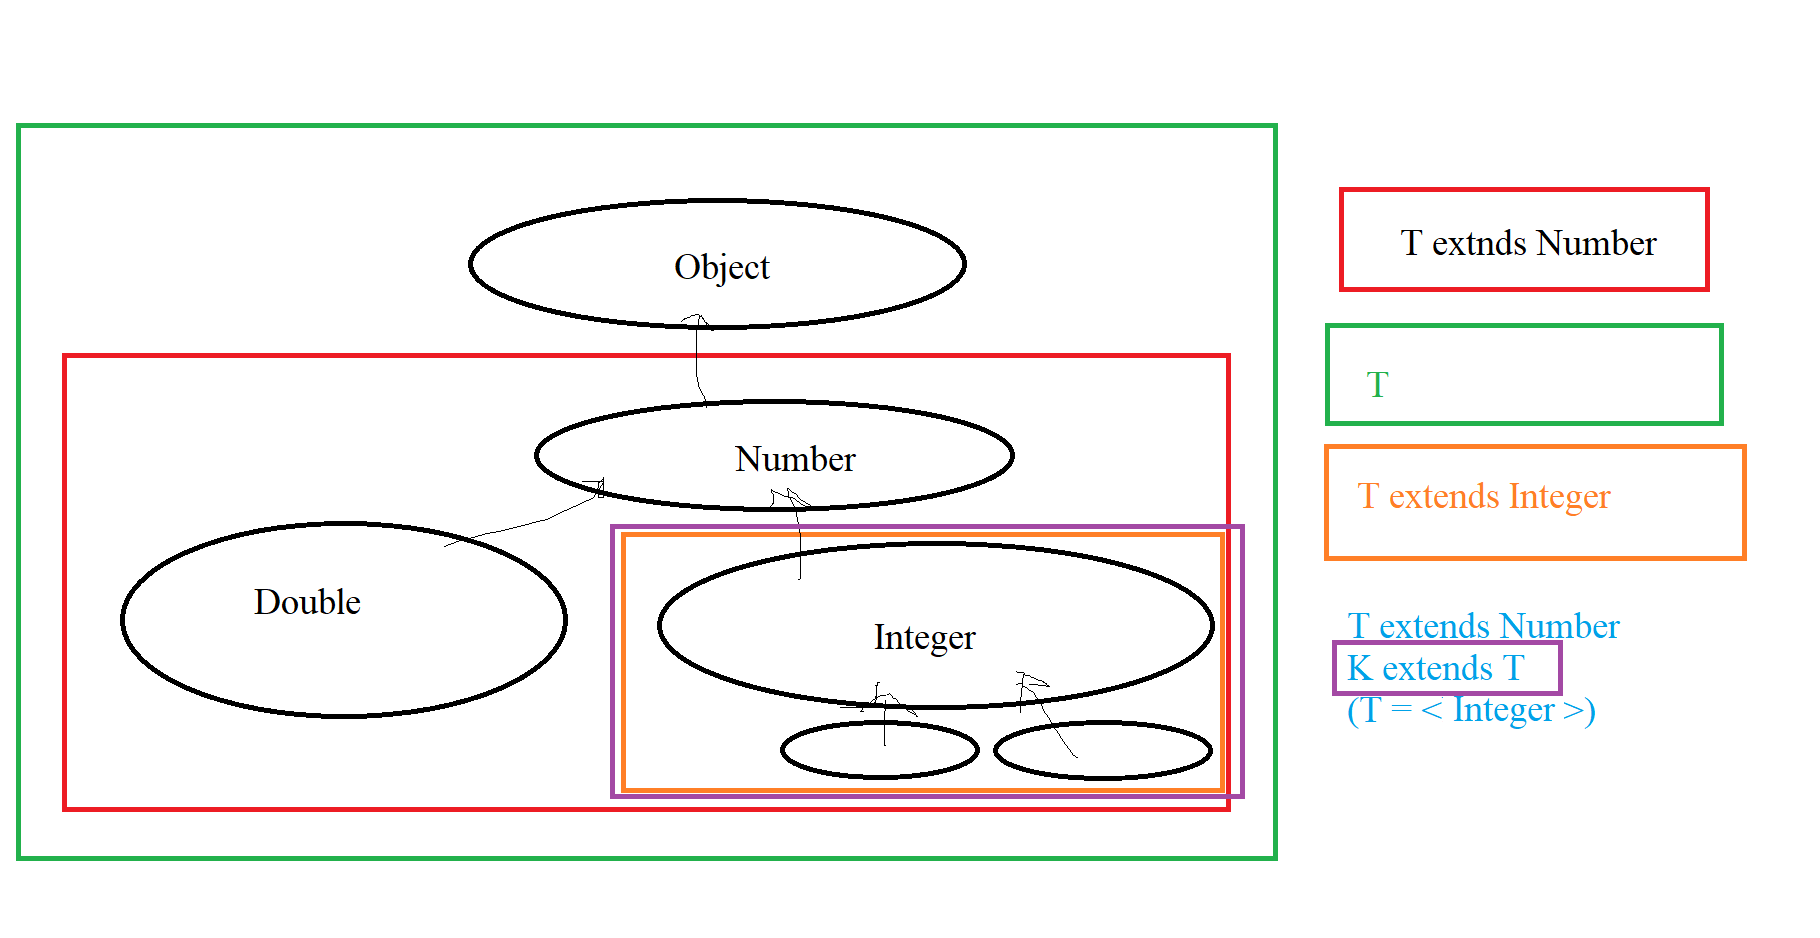 Object
Number
Double
Integer
T extnds Number
T
T extends Integer
T extends Number
K extends T
(T = < Integer >)